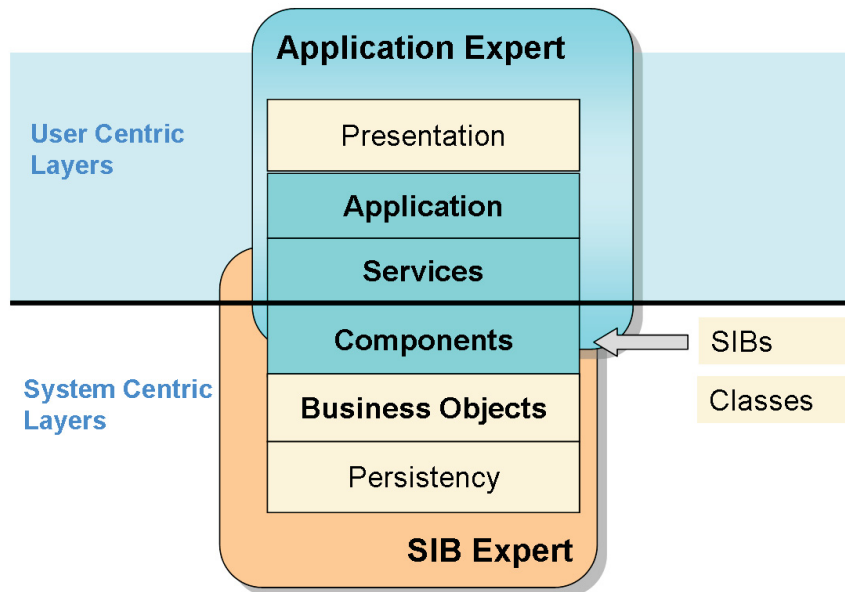 Application Expert
User Centric
Layers
Presentation
Application
Services
Components
SIBs
System Centric
Layers
Business Objects
Classes
Persistency
SIB Expert